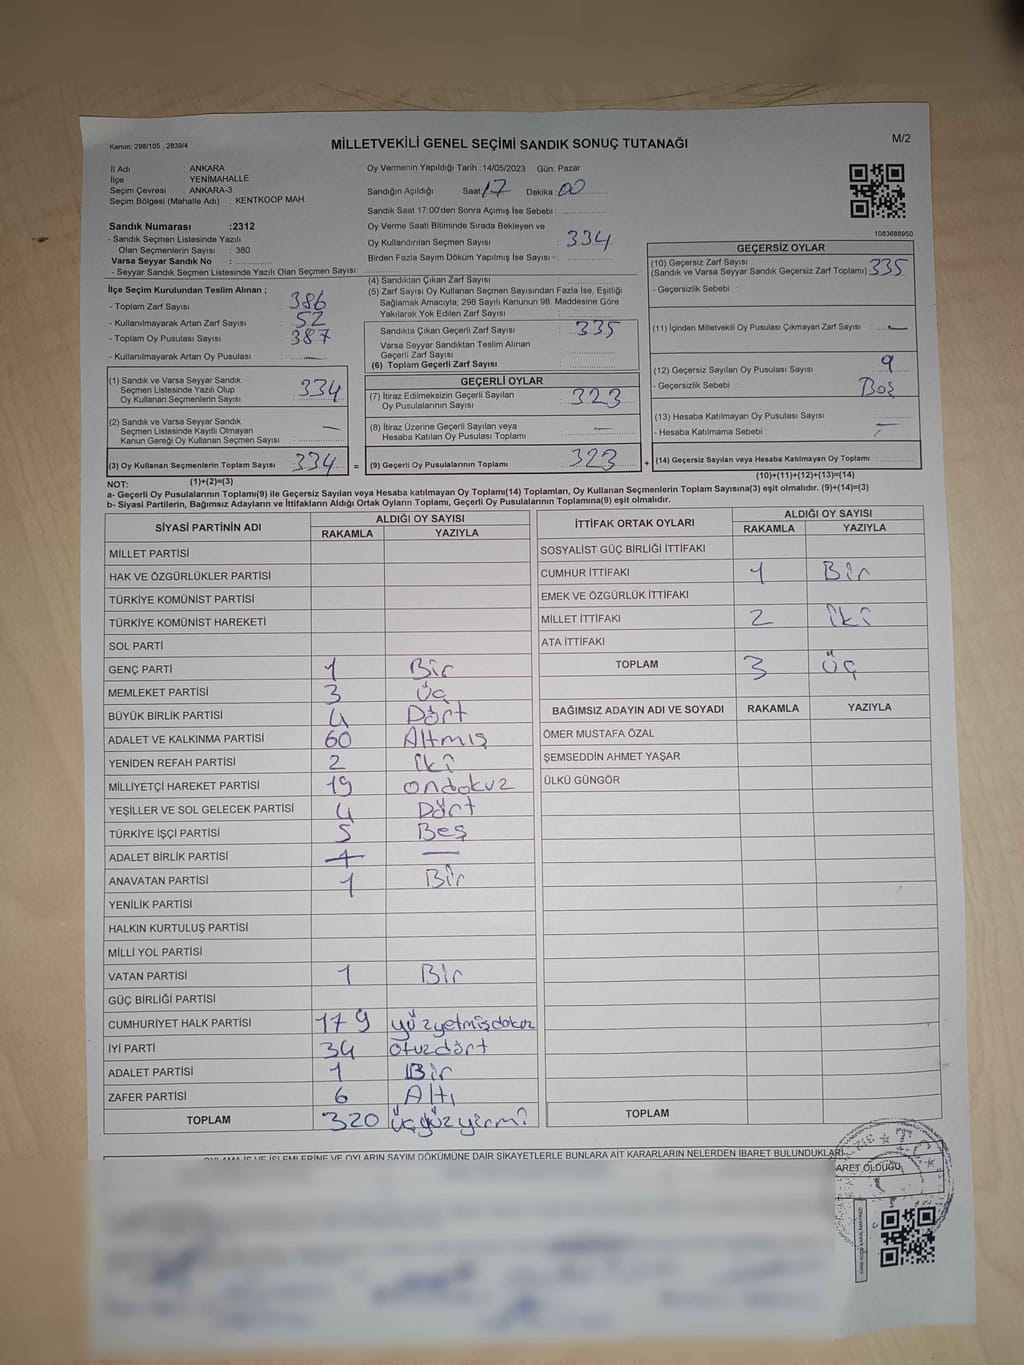 Kanun; 298/105 , 2839/4
MİLLETVEKİLİ GENEL SEÇİMİ SANDIK SONUÇ TUTANAĞI
M/2
İl Adı : ANKARA
İlçe : YENİMAHALLE
Seçim Çevresi : ANKARA-3
Seçim Bölgesi (Mahalle Adı) : KENTKOOP MAH.
Sandık Numarası :2312
- Sandık Seçmen Listesinde Yazılı
Olan Seçmenlerin Sayısı : 380
Varsa Seyyar Sandık No :
- Seyyar Sandık Seçmen Listesinde Yazılı Olan Seçmen Sayısı:
Oy Vermenin Yapıldığı Tarih :14/05/2023 Gün: Pazar
Sandığın Açıldığı Saat: 17 Dakika : 00
Sandık Saat 17:00'den Sonra Açımış İse Sebebi :
Oy Verme Saati Bitiminde Sırada Bekleyen ve
Oy Kullandırılan Seçmen Sayısı : 334
Birden Fazla Sayım Döküm Yapılmış İse Sayısı :
1083688950
İlçe Seçim Kurulundan Teslim Alınan ;
- Toplam Zarf Sayısı 386
- Kullanılmayarak Artan Zarf Sayısı : 52
- Toplam Oy Pusulası Sayısı : 387
- Kullanılmayarak Artan Oy Pusulası : —
(1) Sandık ve Varsa Seyyar Sandık
Seçmen Listesinde Yazılı Olup
Oy Kullanan Seçmenlerin Sayısı : 334
(2) Sandık ve Varsa Seyyar Sandık
Seçmen Listesinde Kayıtlı Olmayan
Kanun Gereği Oy Kullanan Seçmen Sayısı : —
(3) Oy Kullanan Seçmenlerin Toplam Sayısı 334 =
(1)+(2)=(3)
(4) Sandıktan Çıkan Zarf Sayısı :
(5) Zarf Sayısı Oy Kullanan Seçmen Sayısından Fazla İse, Eşitliği
Sağlamak Amacıyla; 298 Sayılı Kanunun 98. Maddesine Göre
Yakılarak Yok Edilen Zarf Sayısı :
Sandıkta Çıkan Geçerli Zarf Sayısı : 335
Varsa Seyyar Sandıktan Teslim Alınan
Geçerli Zarf Sayısı :
(6) Toplam Geçerli Zarf Sayısı :
GEÇERLİ OYLAR
(7) İtiraz Edilmeksizin Geçerli Sayılan
Oy Pusulalarının Sayısı : 323
(8) İtiraz Üzerine Geçerli Sayılan veya
Hesaba Katılan Oy Pusulası Toplamı : —
(9) Geçerli Oy Pusulalarının Toplamı : 323 +
GEÇERSİZ OYLAR
(10) Geçersiz Zarf Sayısı
(Sandık ve Varsa Seyyar Sandık Geçersiz Zarf Toplamı) 335
- Geçersizlik Sebebi :
(11) İçinden Milletvekili Oy Pusulası Çıkmayan Zarf Sayısı : —
(12) Geçersiz Sayılan Oy Pusulası Sayısı : 9
- Geçersizlik Sebebi : Boş
(13) Hesaba Katılmayan Oy Pusulası Sayısı :
- Hesaba Katılmama Sebebi :
(14) Geçersiz Sayılan veya Hesaba Katılmayan Oy Toplamı :
(10)+(11)+(12)+(13)=(14)
NOT:
a- Geçerli Oy Pusulalarının Toplamı(9) ile Geçersiz Sayılan veya Hesaba katılmayan Oy Toplamı(14) Toplamları, Oy Kullanan Seçmenlerin Toplam Sayısına(3) eşit olmalıdır. (9)+(14)=(3)
b- Siyasi Partilerin, Bağımsız Adayların ve İttifakların Aldığı Ortak Oyların Toplamı, Geçerli Oy Pusulalarının Toplamına(9) eşit olmalıdır.
SİYASİ PARTİNİN ADI ALDIĞI OY SAYISI
RAKAMLA YAZIYLA
MİLLET PARTİSİ
HAK VE ÖZGÜRLÜKLER PARTİSİ
TÜRKİYE KOMÜNİST PARTİSİ
TÜRKİYE KOMÜNİST HAREKETİ
SOL PARTİ
GENÇ PARTİ 1 Bir
MEMLEKET PARTİSİ 3 Üç
BÜYÜK BİRLİK PARTİSİ 4 Dört
ADALET VE KALKINMA PARTİSİ 60 Altmış
YENİDEN REFAH PARTİSİ 2 İki
MİLLİYETÇİ HAREKET PARTİSİ 19 ondokuz
YEŞİLLER VE SOL GELECEK PARTİSİ 4 Dört
TÜRKİYE İŞÇİ PARTİSİ 5 Beş
ADALET BİRLİK PARTİSİ —
ANAVATAN PARTİSİ 1 Bir
YENİLİK PARTİSİ
HALKIN KURTULUŞ PARTİSİ
MİLLİ YOL PARTİSİ
VATAN PARTİSİ 1 Bir
GÜÇ BİRLİĞİ PARTİSİ
CUMHURİYET HALK PARTİSİ 179 yüzyetmişdokuz
İYİ PARTİ 34 otuzdört
ADALET PARTİSİ 1 Bir
ZAFER PARTİSİ 6 Altı
TOPLAM 320 üçyüzyirmi
İTTİFAK ORTAK OYLARI ALDIĞI OY SAYISI
RAKAMLA YAZIYLA
SOSYALİST GÜÇ BİRLİĞİ İTTİFAKI
CUMHUR İTTİFAKI 1 Bir
EMEK VE ÖZGÜRLÜK İTTİFAKI
MİLLET İTTİFAKI 2 iki
ATA İTTİFAKI
TOPLAM 3 üç
BAĞIMSIZ ADAYIN ADI VE SOYADI RAKAMLA YAZIYLA
ÖMER MUSTAFA ÖZAL
ŞEMSEDDİN AHMET YAŞAR
ÜLKÜ GÜNGÖR
TOPLAM
OYLAMA İŞ VE İŞLEMLERİNE VE OYLARIN SAYIM DÖKÜMÜNE DAİR ŞİKAYETLERLE BUNLARA AİT KARARLARIN NELERDEN İBARET BULUNDUKLARI
ARET OLDUĞU
T.C.